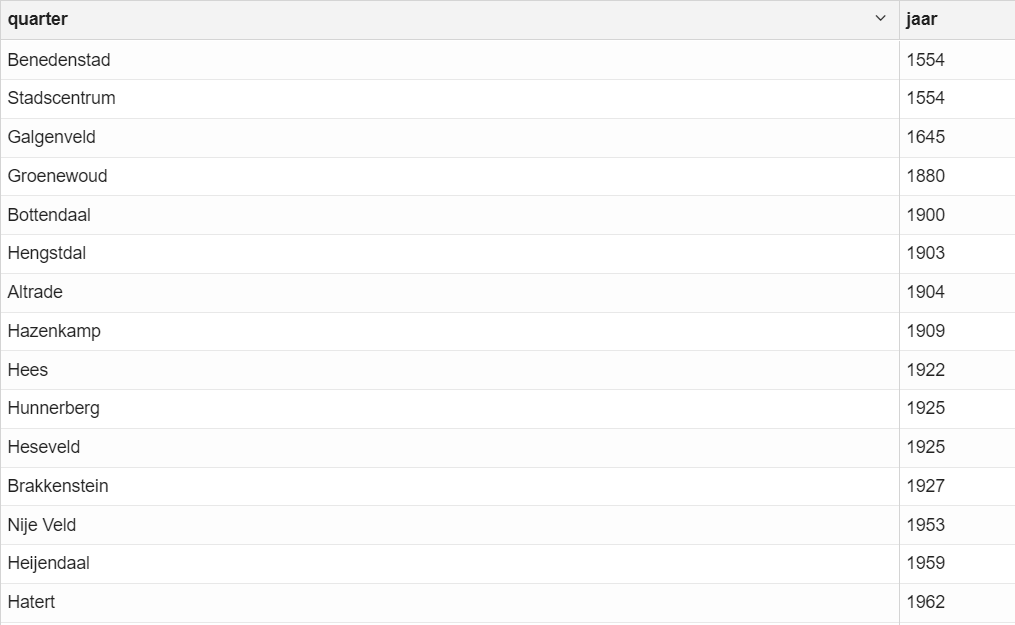 quarter jaar
Benedenstad 1554
Stadscentrum 1554
Galgenveld 1645
Groenewoud 1880
Bottendaal 1900
Hengstdal 1903
Altrade 1904
Hazenkamp 1909
Hees 1922
Hunnerberg 1925
Heseveld 1925
Brakkenstein 1927
Nije Veld 1953
Heijendaal 1959
Hatert 1962